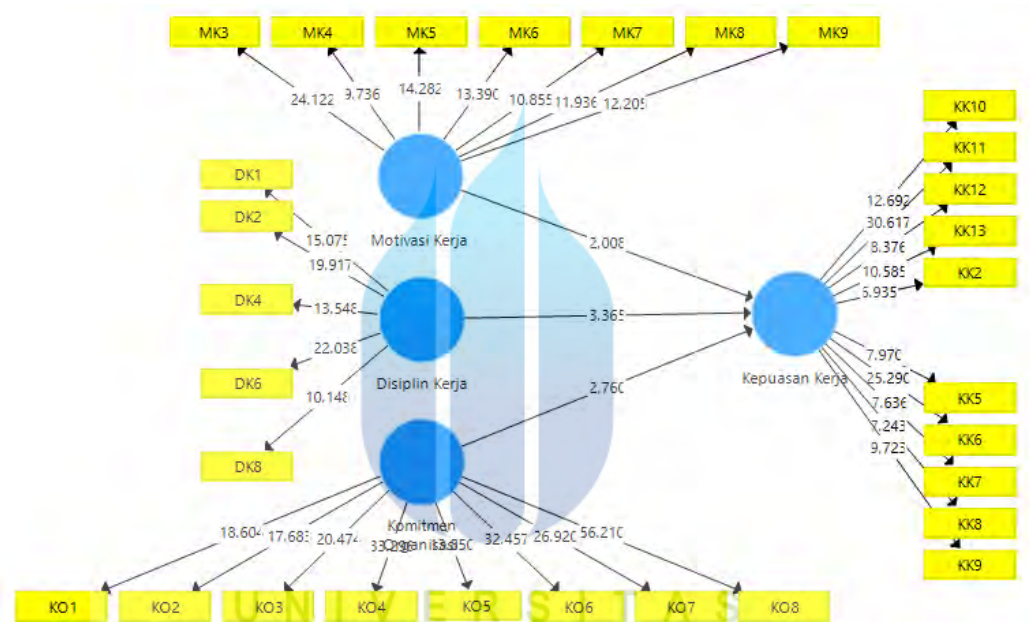 MK3 MK4 MK5 MK6 MK7 MK8 MK9
24.122 9.736 14.282 13.390 10.855 11.936 12.205
Motivasi Kerja
DK1
DK2
DK4
DK6
DK8
15.075
19.917
13.548
22.038
10.148
Disiplin Kerja
2.008
3.365
2.760
Kepuasan Kerja
KK10
KK11
KK12
KK13
KK2
12.692
30.617
8.376
10.585
7.970
25.290
7.636
7.243
9.723
KK5
KK6
KK7
KK8
KK9
Komitmen
Organisasi
18.604 17.683 20.474 32.457 26.920 56.210
KO1 KO2 KO3 KO4 KO5 KO6 KO7 KO8
UNIVERSITAS